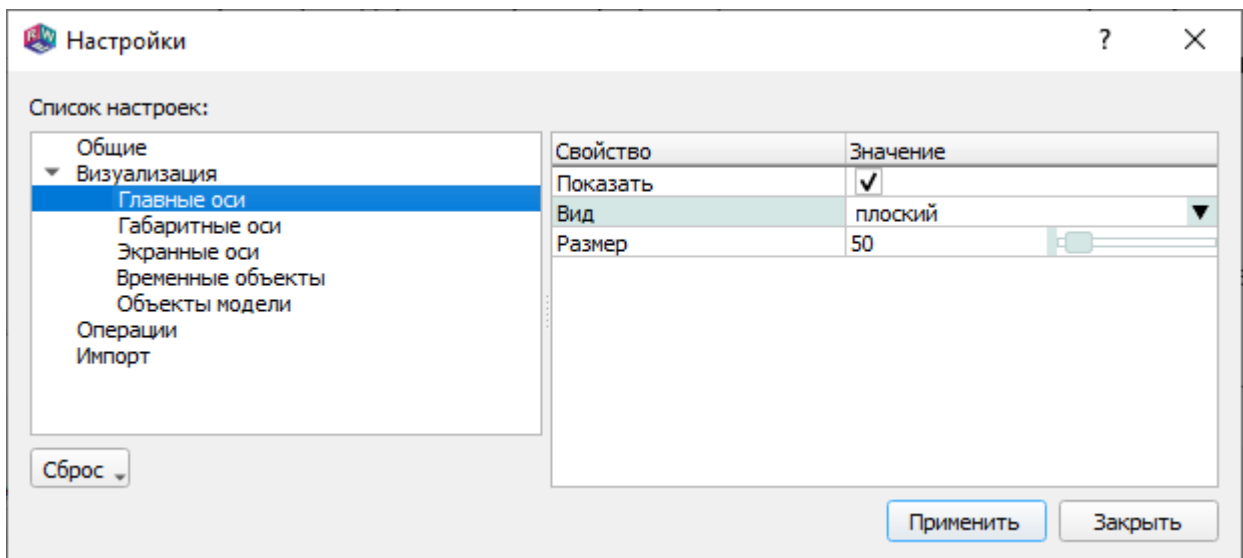 Настройки
?
Список настроек:
Общие
Визуализация
Главные оси
Габаритные оси
Экранные оси
Временные объекты
Объекты модели
Операции
Импорт
Сброс
Свойство Значение
Показать
Вид плоский
Размер 50
Применить Закрыть